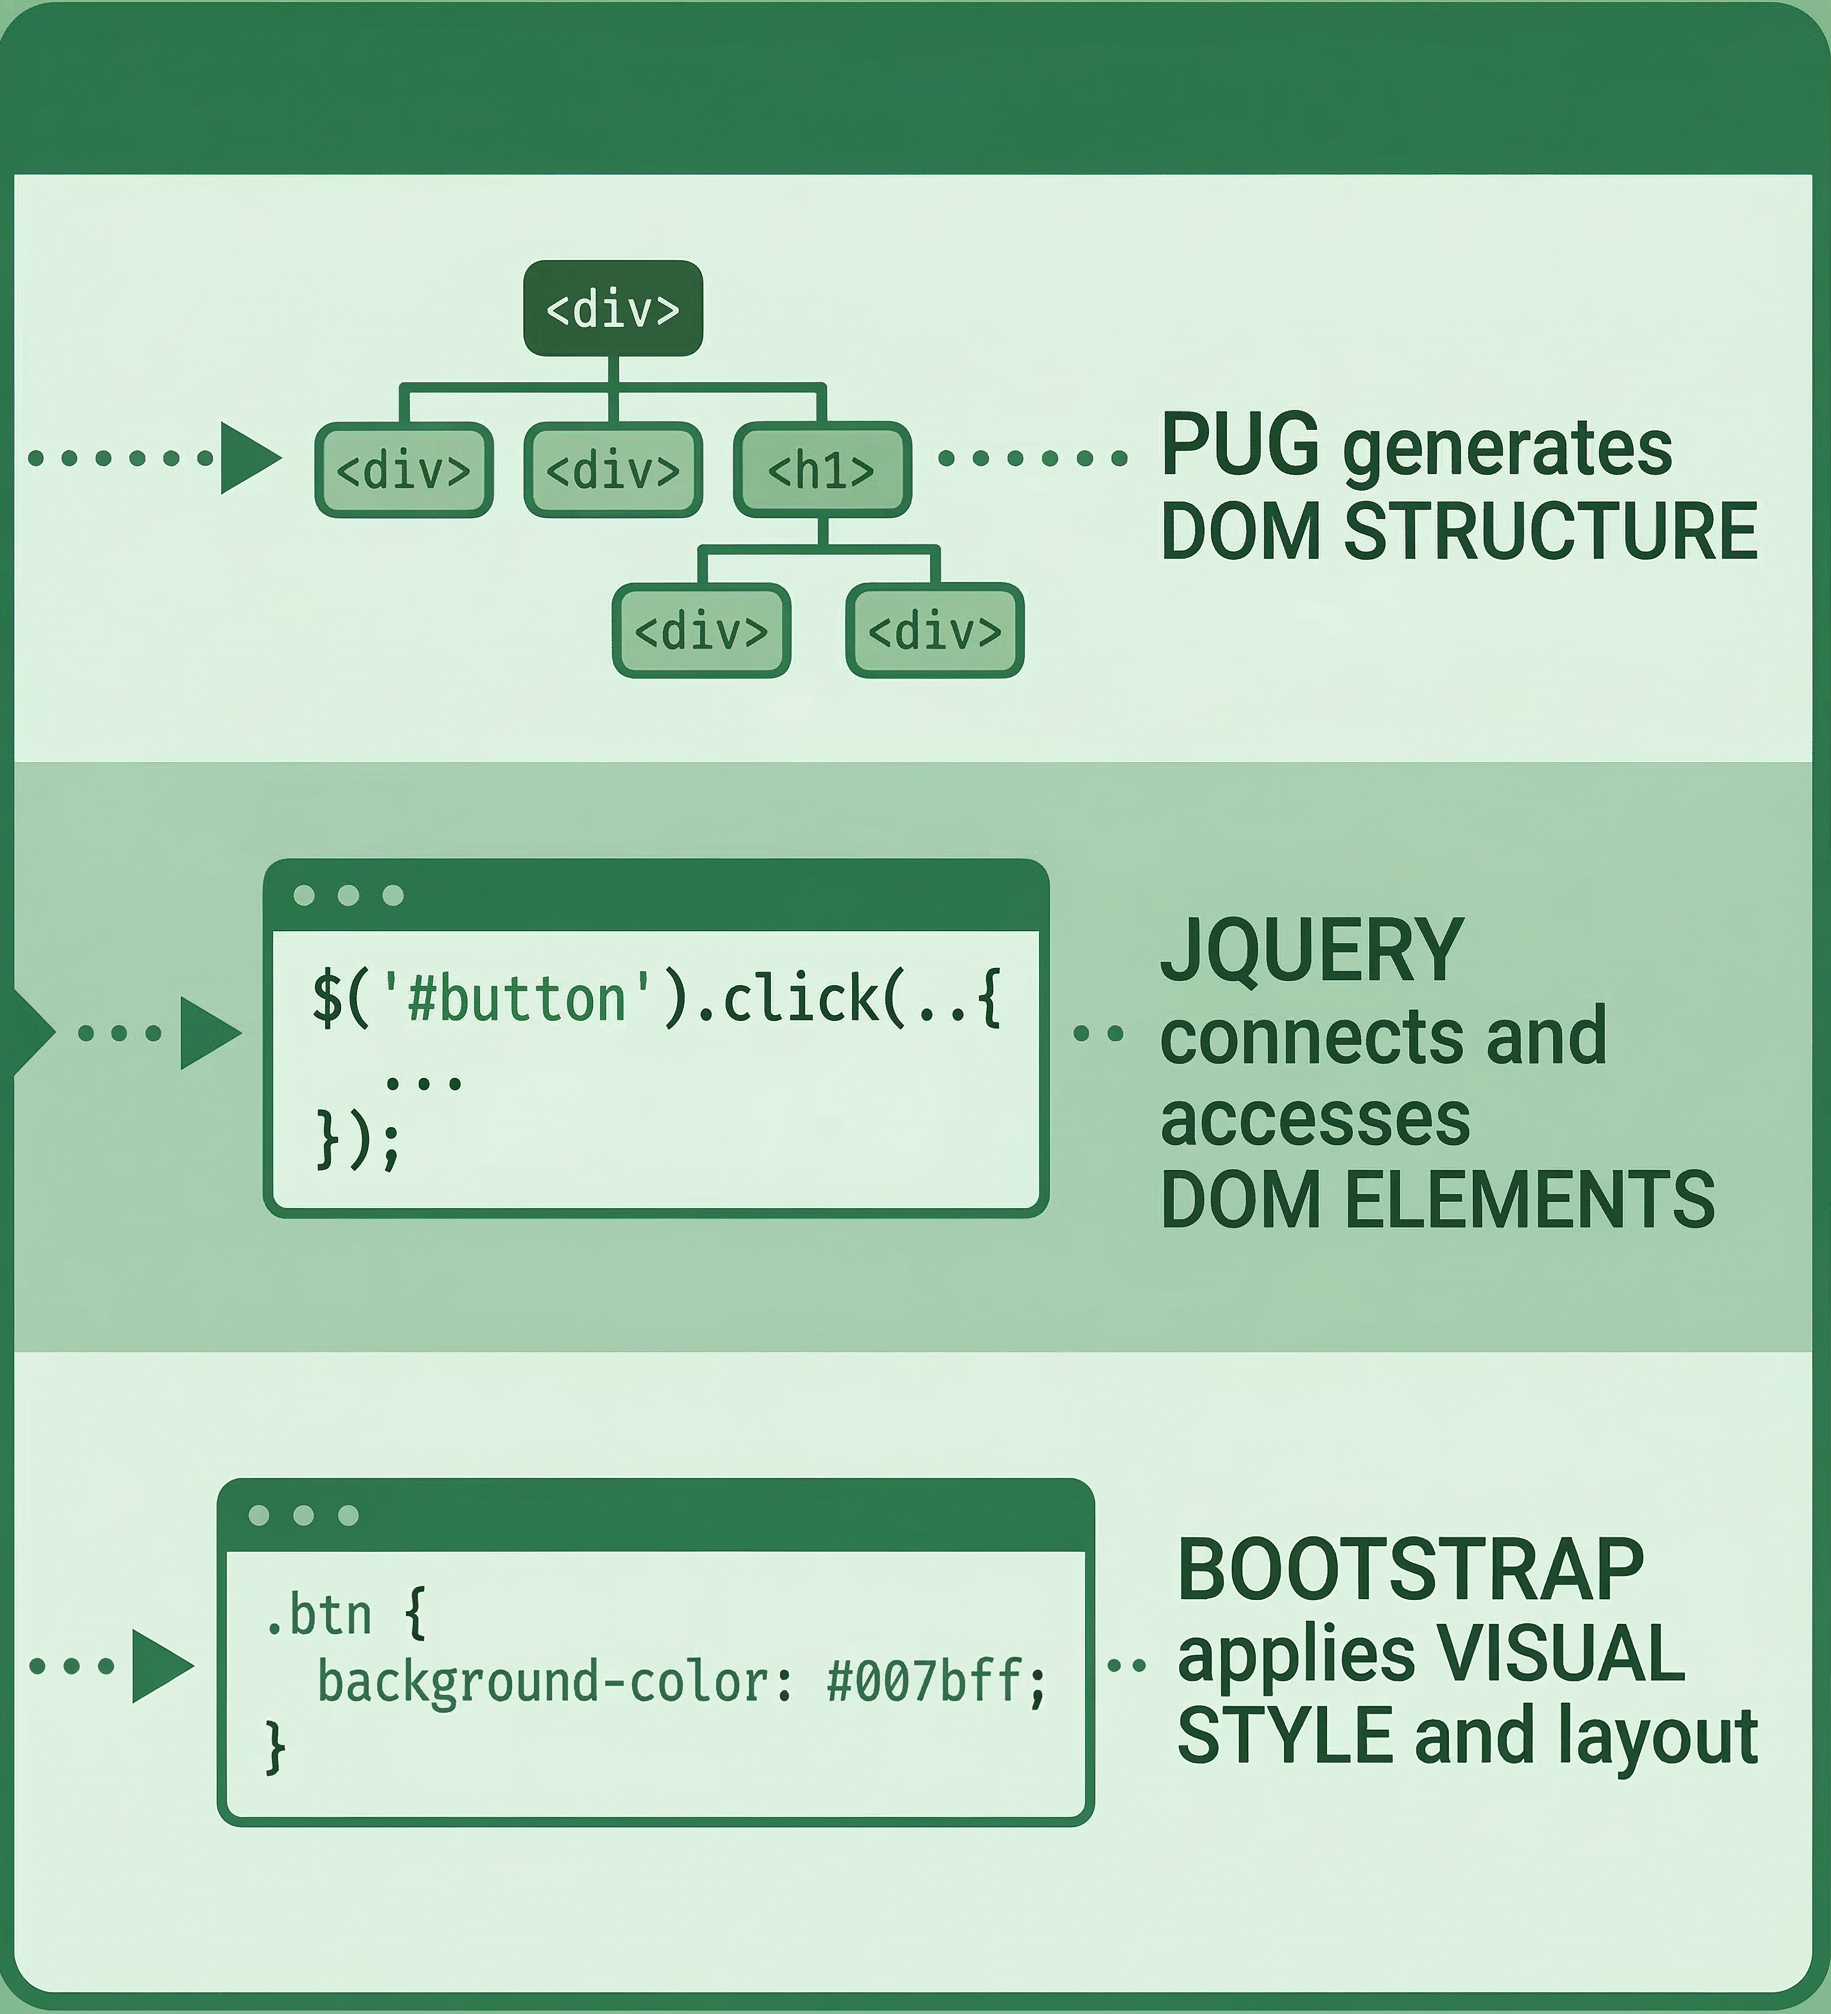 <div>
<div> <div> <h1>
<div> <div>
PUG generates
DOM STRUCTURE
$('#button').click(..{
...
});
JQUERY
connects and
accesses
DOM ELEMENTS
.btn {
background-color: #007bff;
}
BOOTSTRAP
applies VISUAL
STYLE and layout